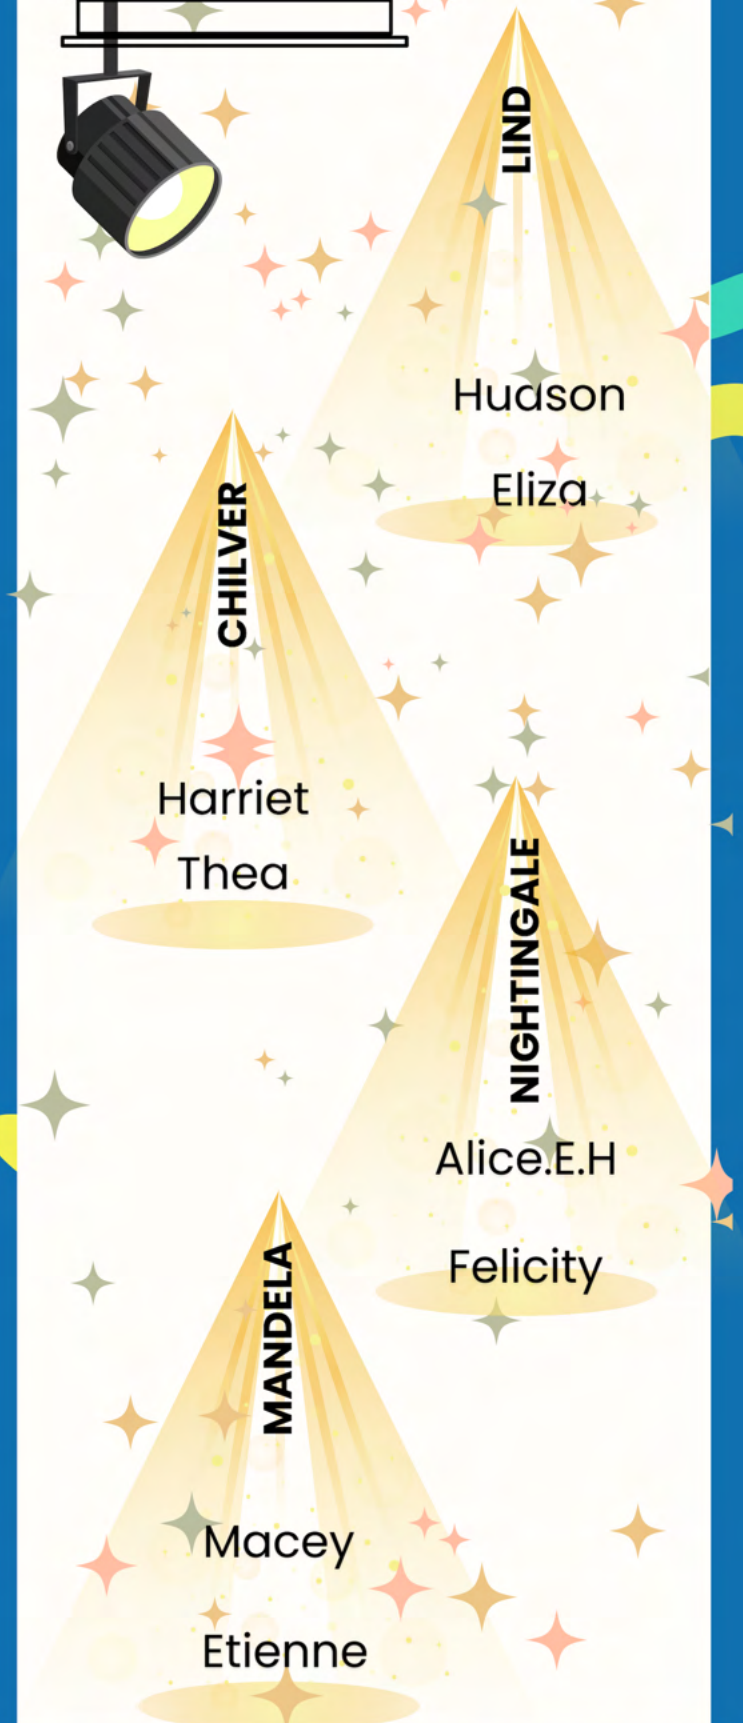 LIND
Hudson
Eliza
CHILVER
Harriet
Thea
NIGHTINGALE
Alice.E.H
Felicity
MANDELA
Macey
Etienne